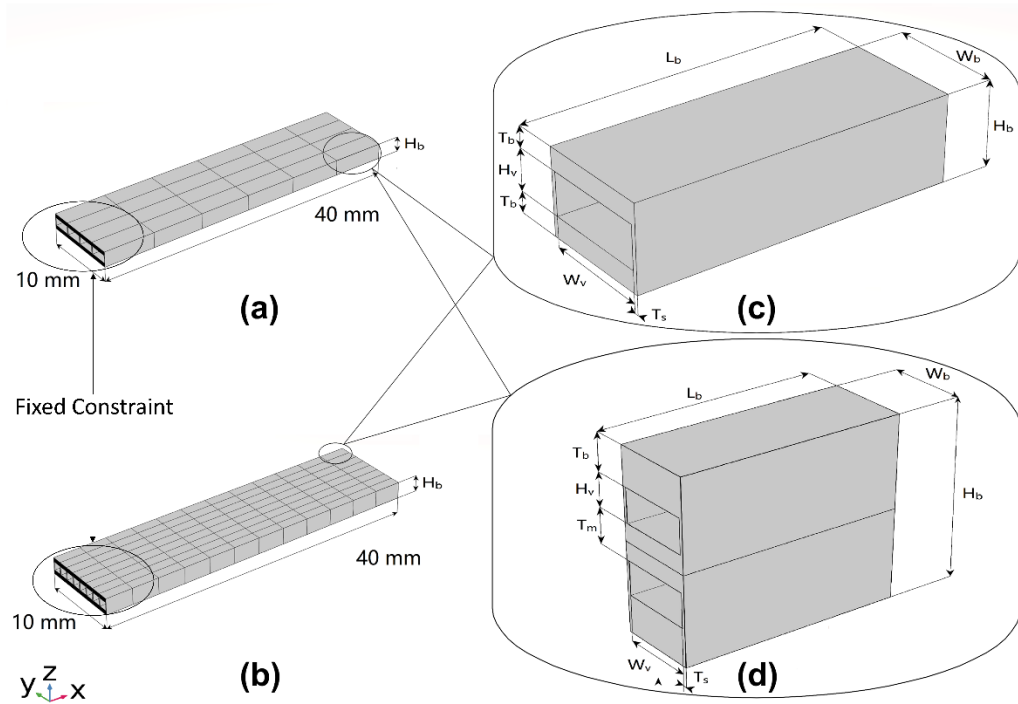 Hb
40 mm
10 mm
(a)
Fixed Constraint
Hb
40 mm
10 mm
(b)
z
y
x
Lb
Wb
Hb
Tb
Hv
Tb
Wv
Ts
(c)
Lb
Wb
Hb
Tb
Hv
Tm
Wv
Ts
(d)